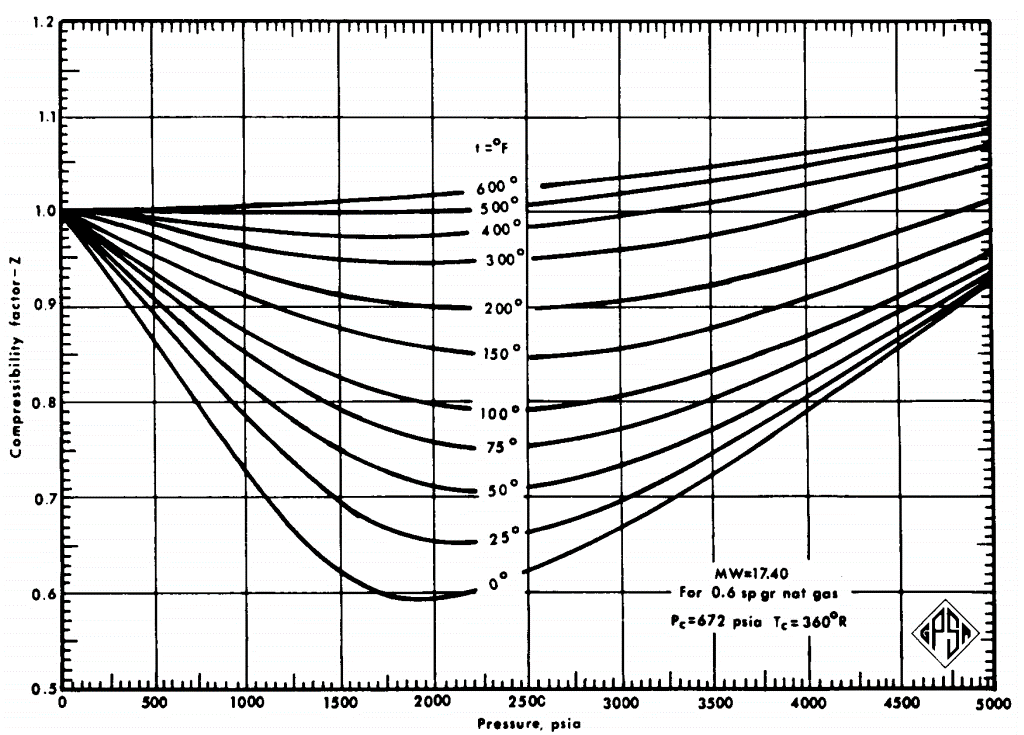 1.2
1.1
1.0
0.9
0.8
0.7
0.6
0.5
Compressibility factor – Z
t = °F
600°
500°
400°
300°
200°
150°
100°
75°
50°
25°
0°
MW=17.40
For 0.6 sp gr nat gas
Pc=672 psia Tc=360°R
GPSA
0 500 1000 1500 2000 2500 3000 3500 4000 4500 5000
Pressure, psia